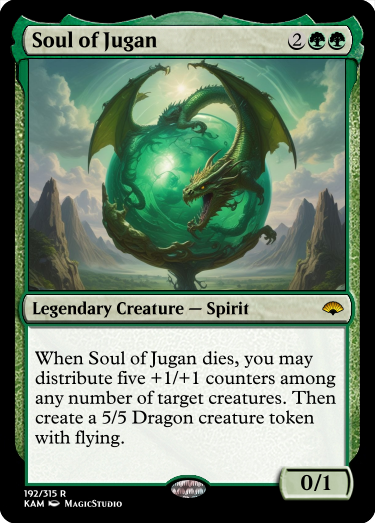 Soul of Jugan 2
Legendary Creature — Spirit
When Soul of Jugan dies, you may
distribute five +1/+1 counters among
any number of target creatures. Then
create a 5/5 Dragon creature token
with flying.
0/1
192/315 R
KAM MagicStudio